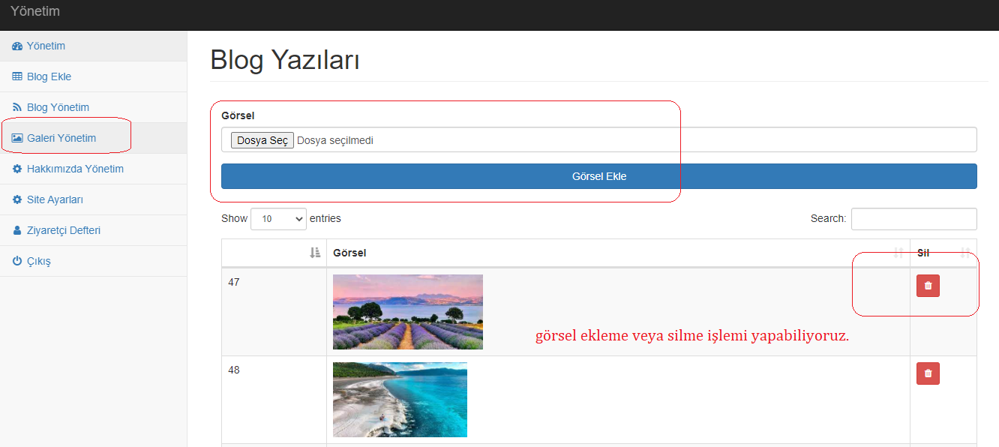 Yönetim
Yönetim
Blog Ekle
Blog Yönetim
Galeri Yönetim
Hakkımızda Yönetim
Site Ayarları
Ziyaretçi Defteri
Çıkış
Blog Yazıları
Görsel
Dosya Seç Dosya seçilmedi
Görsel Ekle
Show 10 entries Search:
Görsel Sil
47
görsel ekleme veya silme işlemi yapabiliyoruz.
48